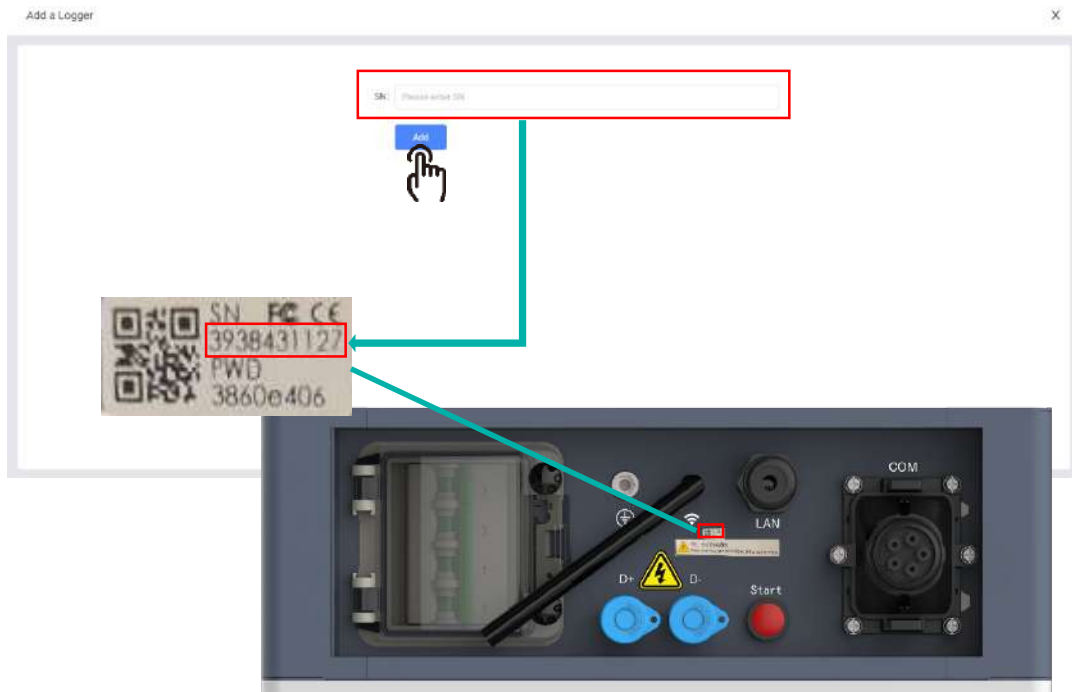 Add a Logger
X
SN: Please enter SN
Add
SN FC CE
3938431127
PWD
3860e406
COM
LAN
D+
D-
Start